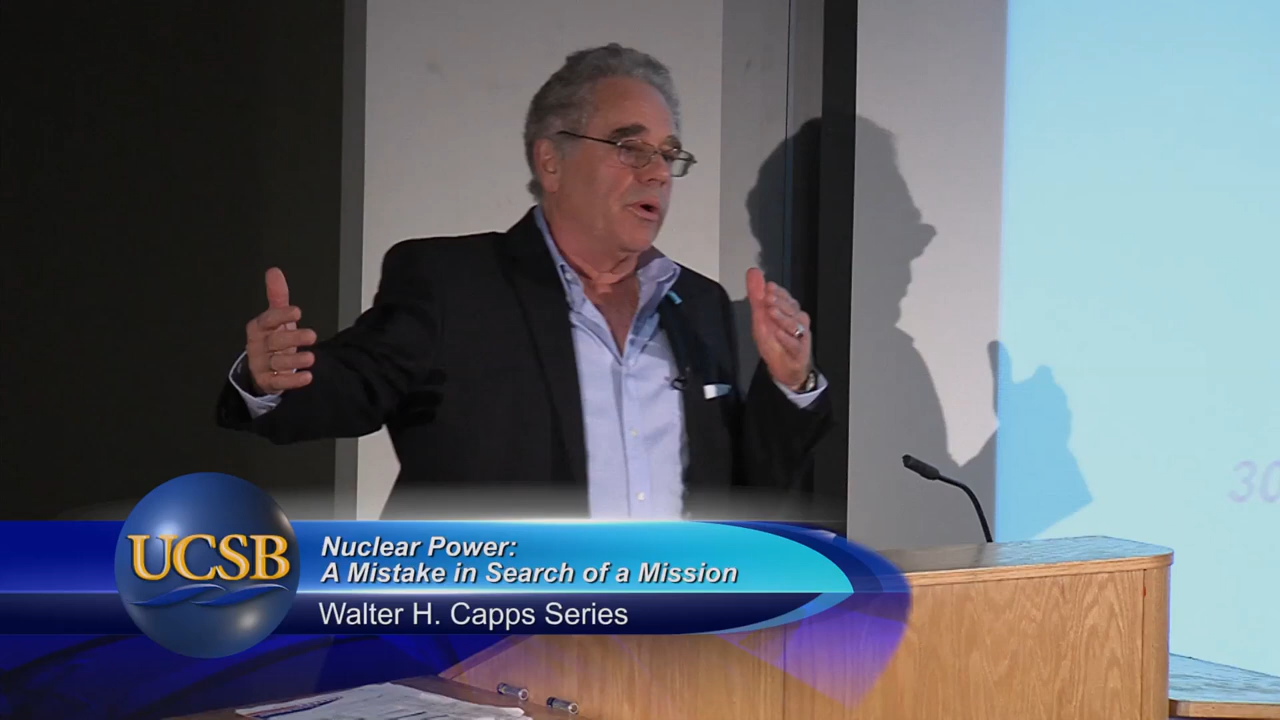 30
UCSB
Nuclear Power:
A Mistake in Search of a Mission
Walter H. Capps Series